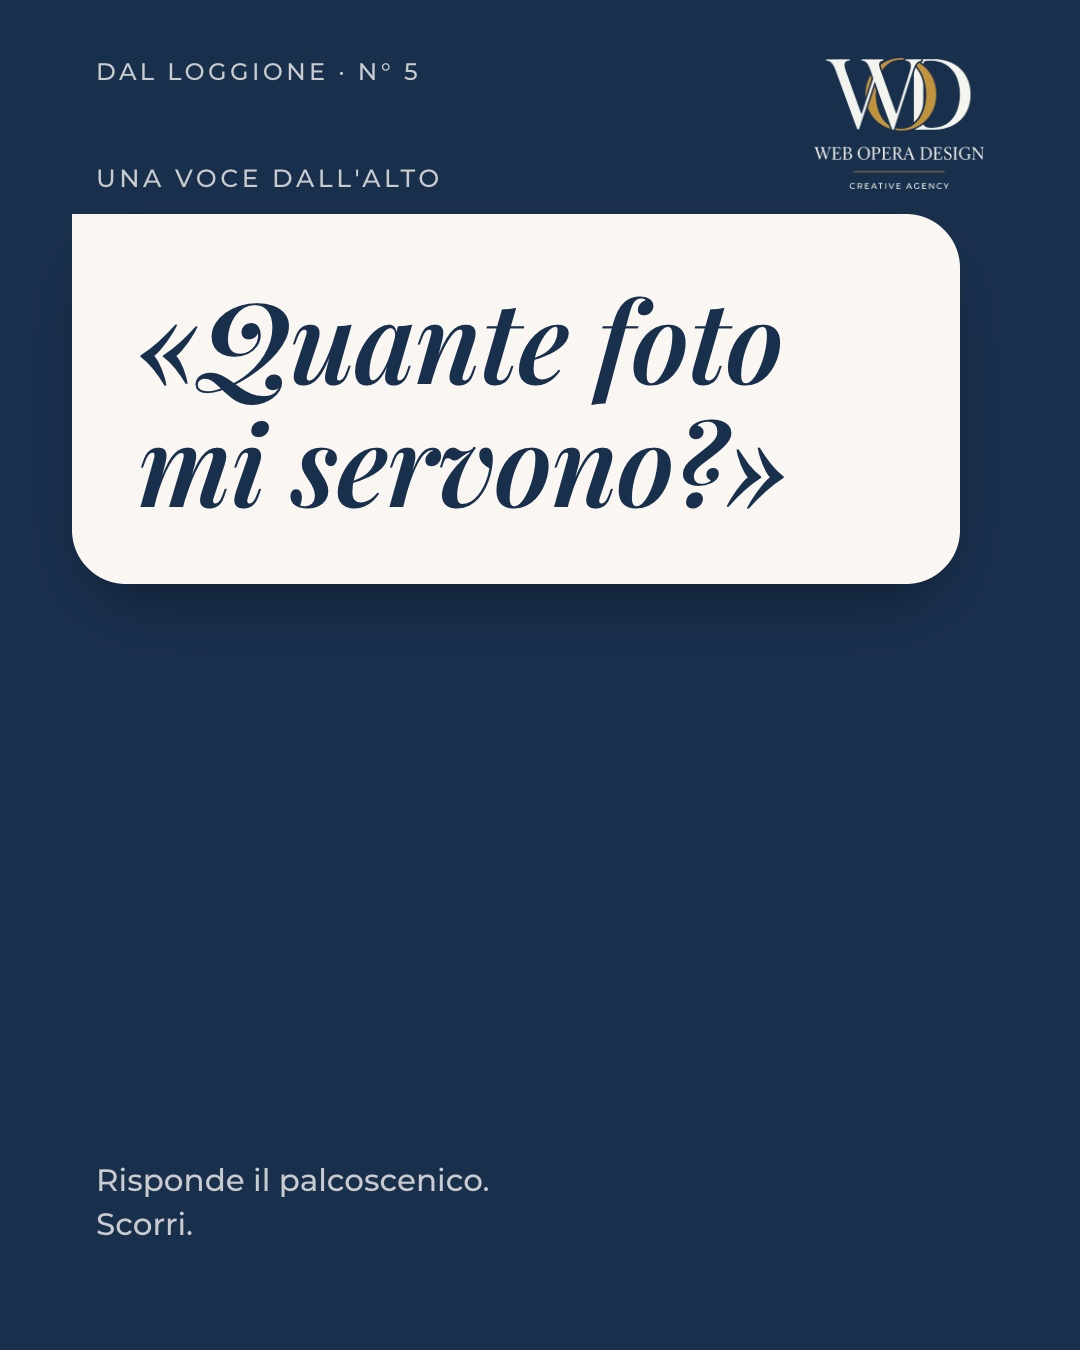 DAL LOGGIONE · N° 5
WOD
WEB OPERA DESIGN
CREATIVE AGENCY
UNA VOCE DALL'ALTO
«Quante foto
mi servono?»
Risponde il palcoscenico.
Scorri.